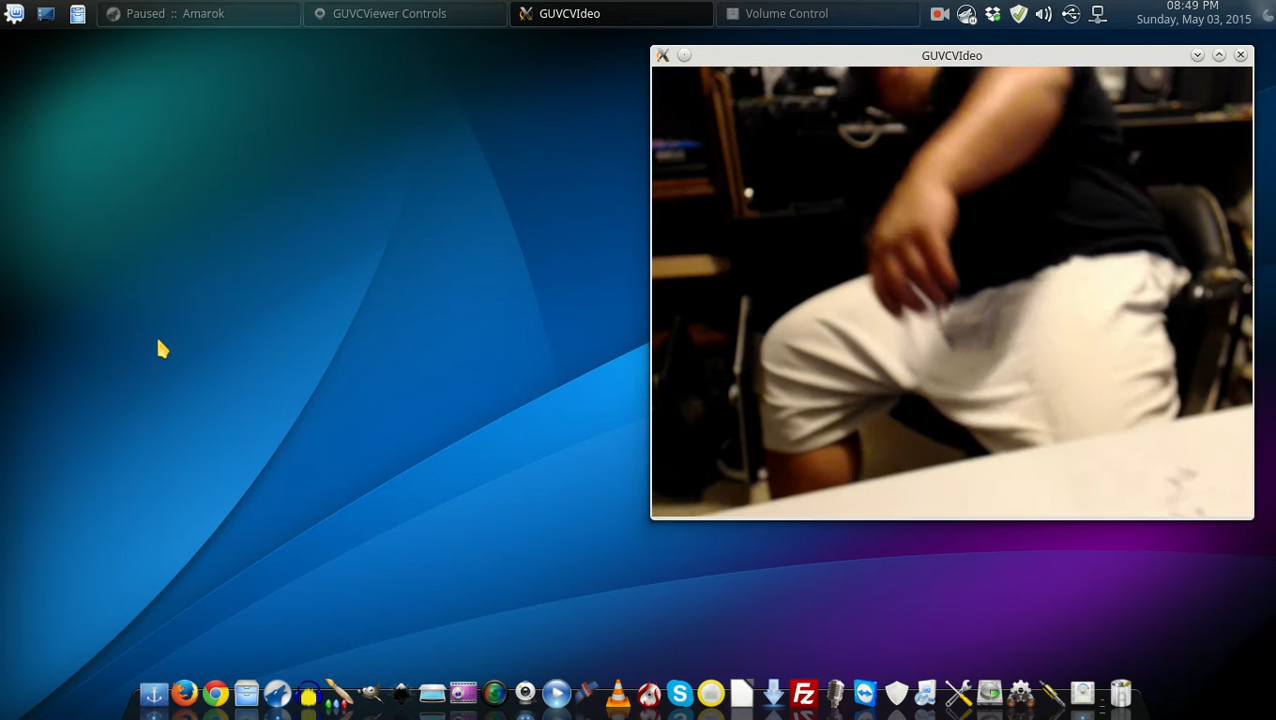 Paused :: Amarok
GUVCViewer Controls
GUVCVIdeo
Volume Control
08:49 PM
Sunday, May 03, 2015
GUVCVIdeo